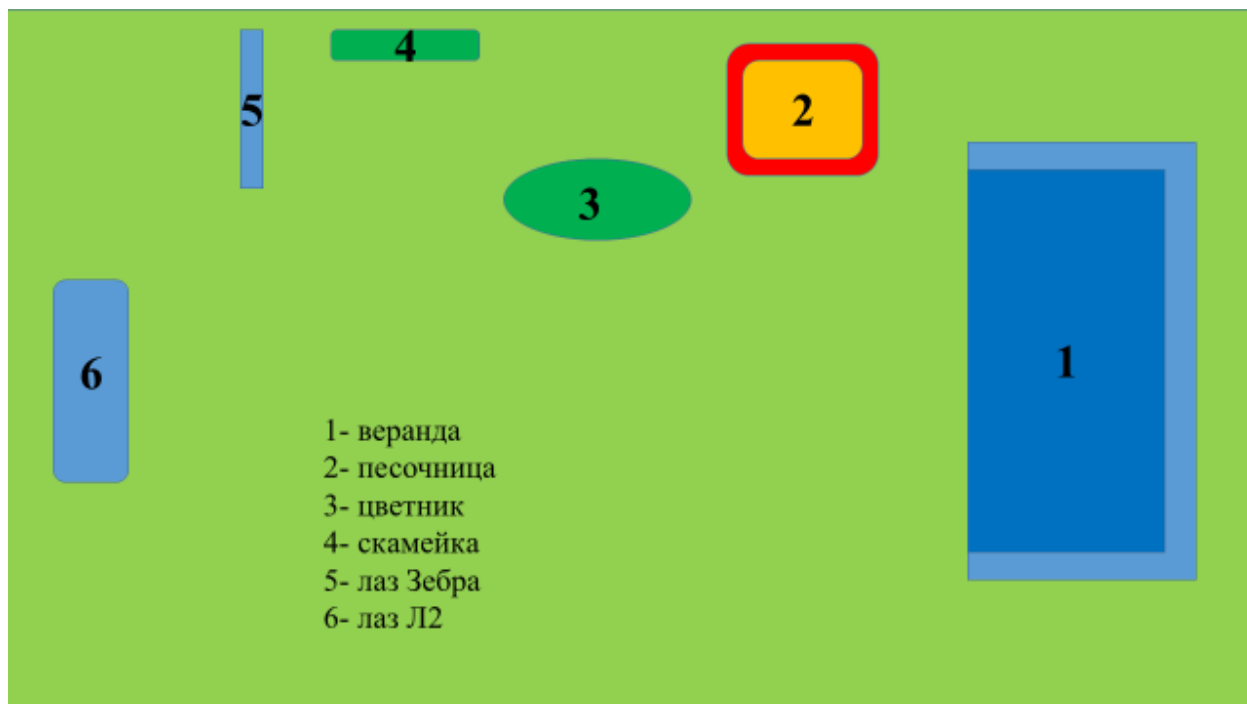 4
5
2
3
1
6
1- веранда
2- песочница
3- цветник
4- скамейка
5- лаз Зебра
6- лаз Л2